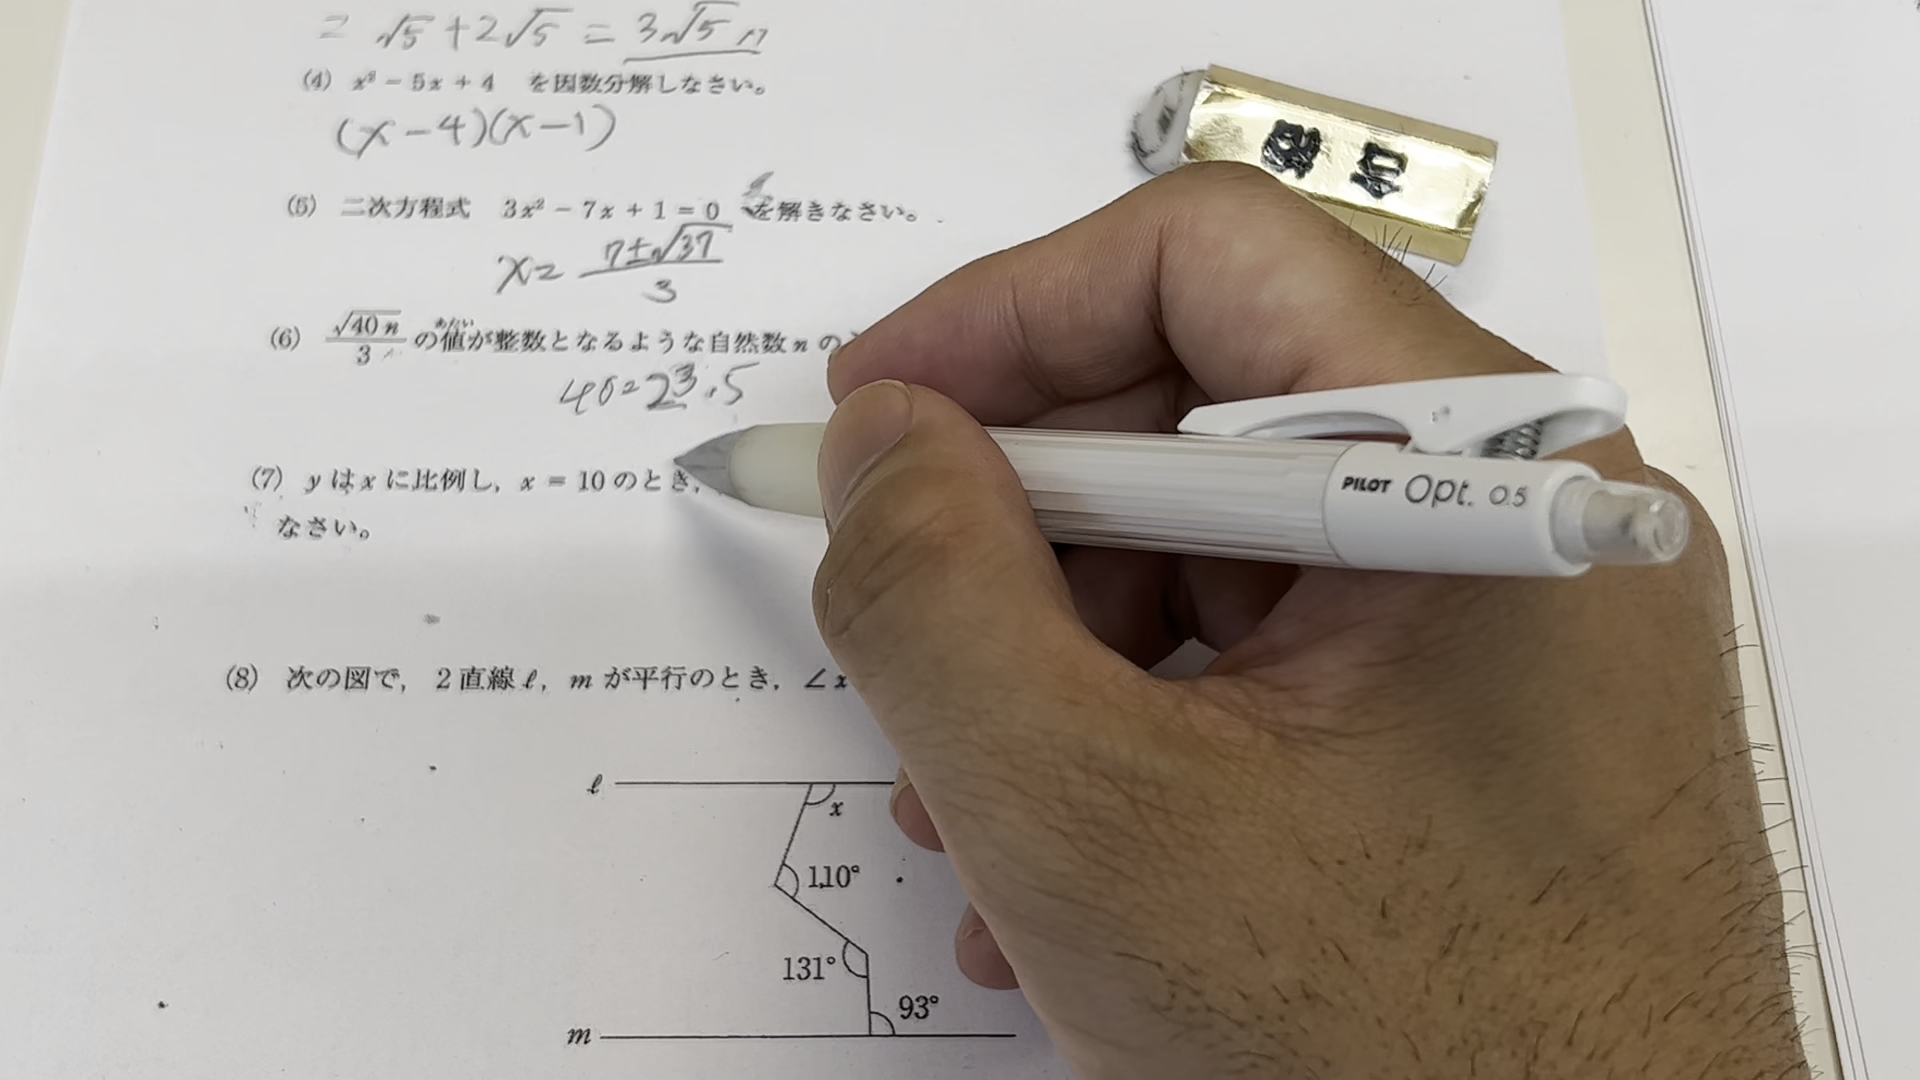 = √5 + 2√5 = 3√5 〃
(4) x² − 5x + 4 を因数分解しなさい。
(x − 4)(x − 1)
(5) 二次方程式 3x² − 7x + 1 = 0 を解きなさい。
x = (7 ± √37)/3
(6) √40n/3 の値が整数となるような自然数 n の
あたい
40 = 2³ . 5
(7) y は x に比例し, x = 10 のとき,
なさい。
(8) 次の図で, 2 直線 ℓ, m が平行のとき, ∠x
ℓ
x
110°
131°
93°
m
PILOT Opt. 0.5